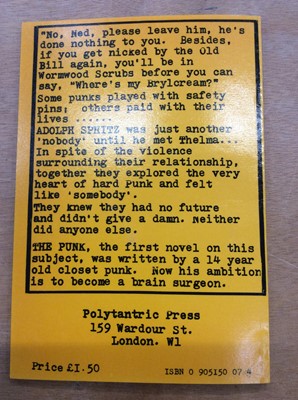 "No, Ned, please leave him, he's
done nothing to you. Besides,
if you get nicked by the Old
Bill again, you'll be in
Wormwood Scrubs before you can
say, "Where's my Brylcream?"
Some punks played with safety
pins; others paid with their
lives ......
ADOLPH SPHITZ was just another
'nobody' until he met Thelma...
In spite of the violence
surrounding their relationship,
together they explored the very
heart of hard Punk and felt
like 'somebody'.
They knew they had no future
and didn't give a damn. Neither
did anyone else.
THE PUNK, the first novel on this
subject, was written by a 14 year
old closet punk. Now his ambition
is to become a brain surgeon.
Polytantric Press
159 Wardour St.
London. W1
Price £1.50
ISBN 0 905150 07 4